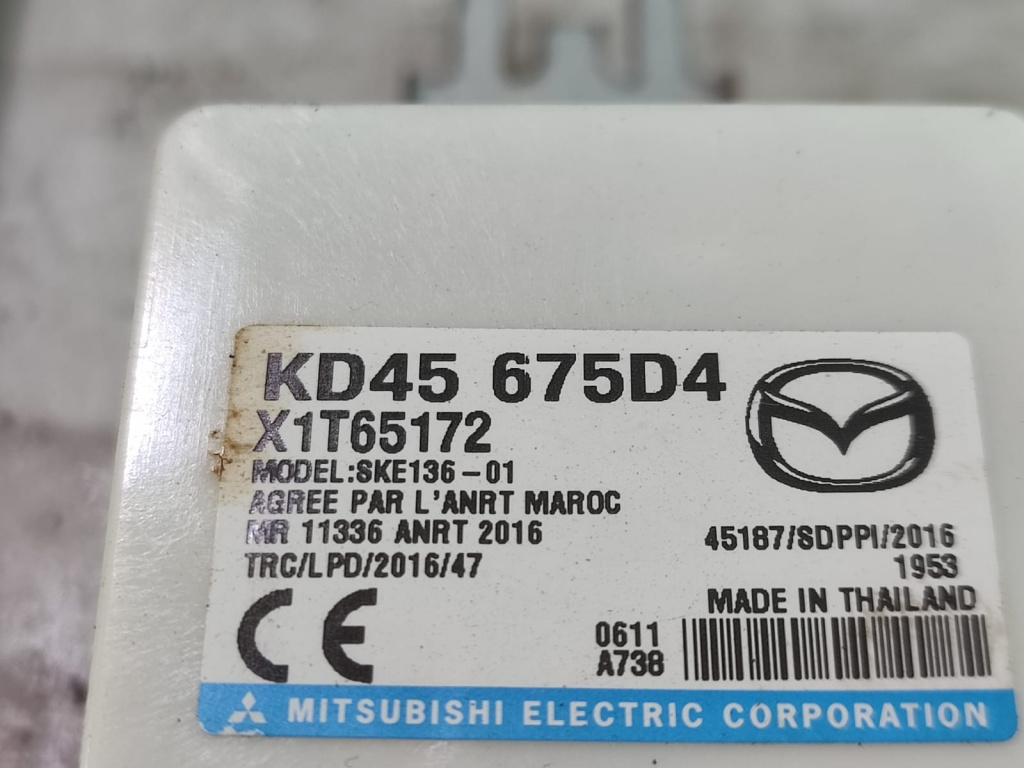 KD45 675D4
X1T65172
MODEL:SKE136-01
AGREE PAR L'ANRT MAROC
MR 11336 ANRT 2016
TRC/LPD/2016/47
45187/SDPPI/2016
1953
MADE IN THAILAND
CE
0611
A738
MITSUBISHI ELECTRIC CORPORATION